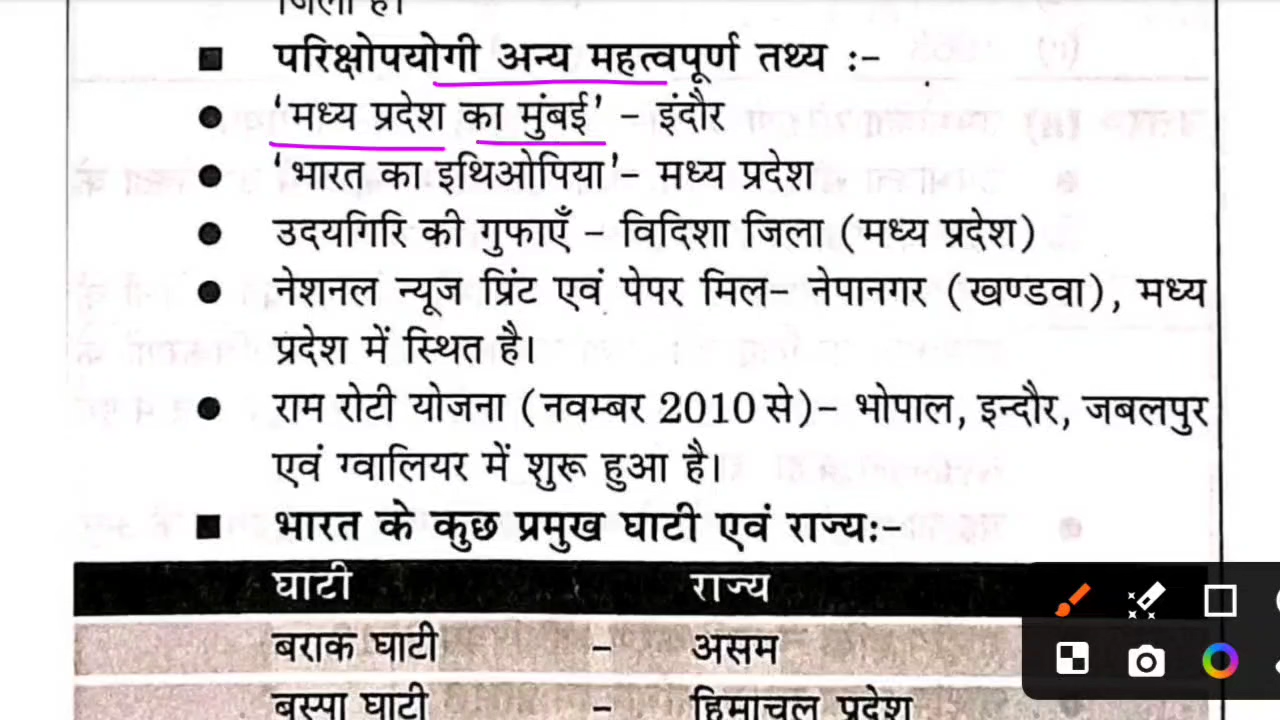 जिला है।
■ परिक्षोपयोगी अन्य महत्वपूर्ण तथ्य :-
● 'मध्य प्रदेश का मुंबई' - इंदौर
● 'भारत का इथिओपिया'- मध्य प्रदेश
● उदयगिरि की गुफाएँ - विदिशा जिला (मध्य प्रदेश)
● नेशनल न्यूज प्रिंट एवं पेपर मिल- नेपानगर (खण्डवा), मध्य
प्रदेश में स्थित है।
● राम रोटी योजना (नवम्बर 2010 से)- भोपाल, इन्दौर, जबलपुर
एवं ग्वालियर में शुरू हुआ है।
■ भारत के कुछ प्रमुख घाटी एवं राज्य:-
घाटी राज्य
बराक घाटी - असम
बस्पा घाटी - हिमाचल प्रदेश